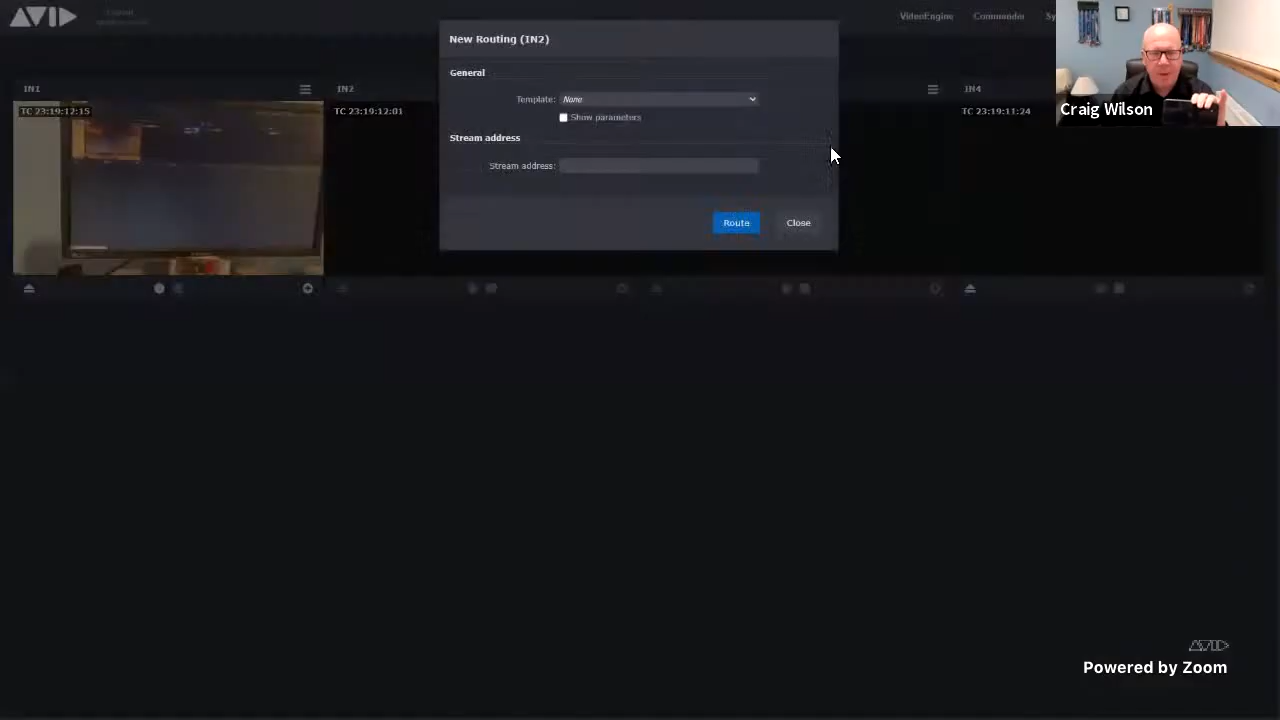 AVID
VideoEngine Commander Sy
New Routing (IN2)
General
Template: None
Show parameters
Stream address
Stream address:
Route Close
IN1
IN2
IN4
TC 23:19:12:15
TC 23:19:12:01
TC 23:19:11:24
Craig Wilson
AVID
Powered by Zoom